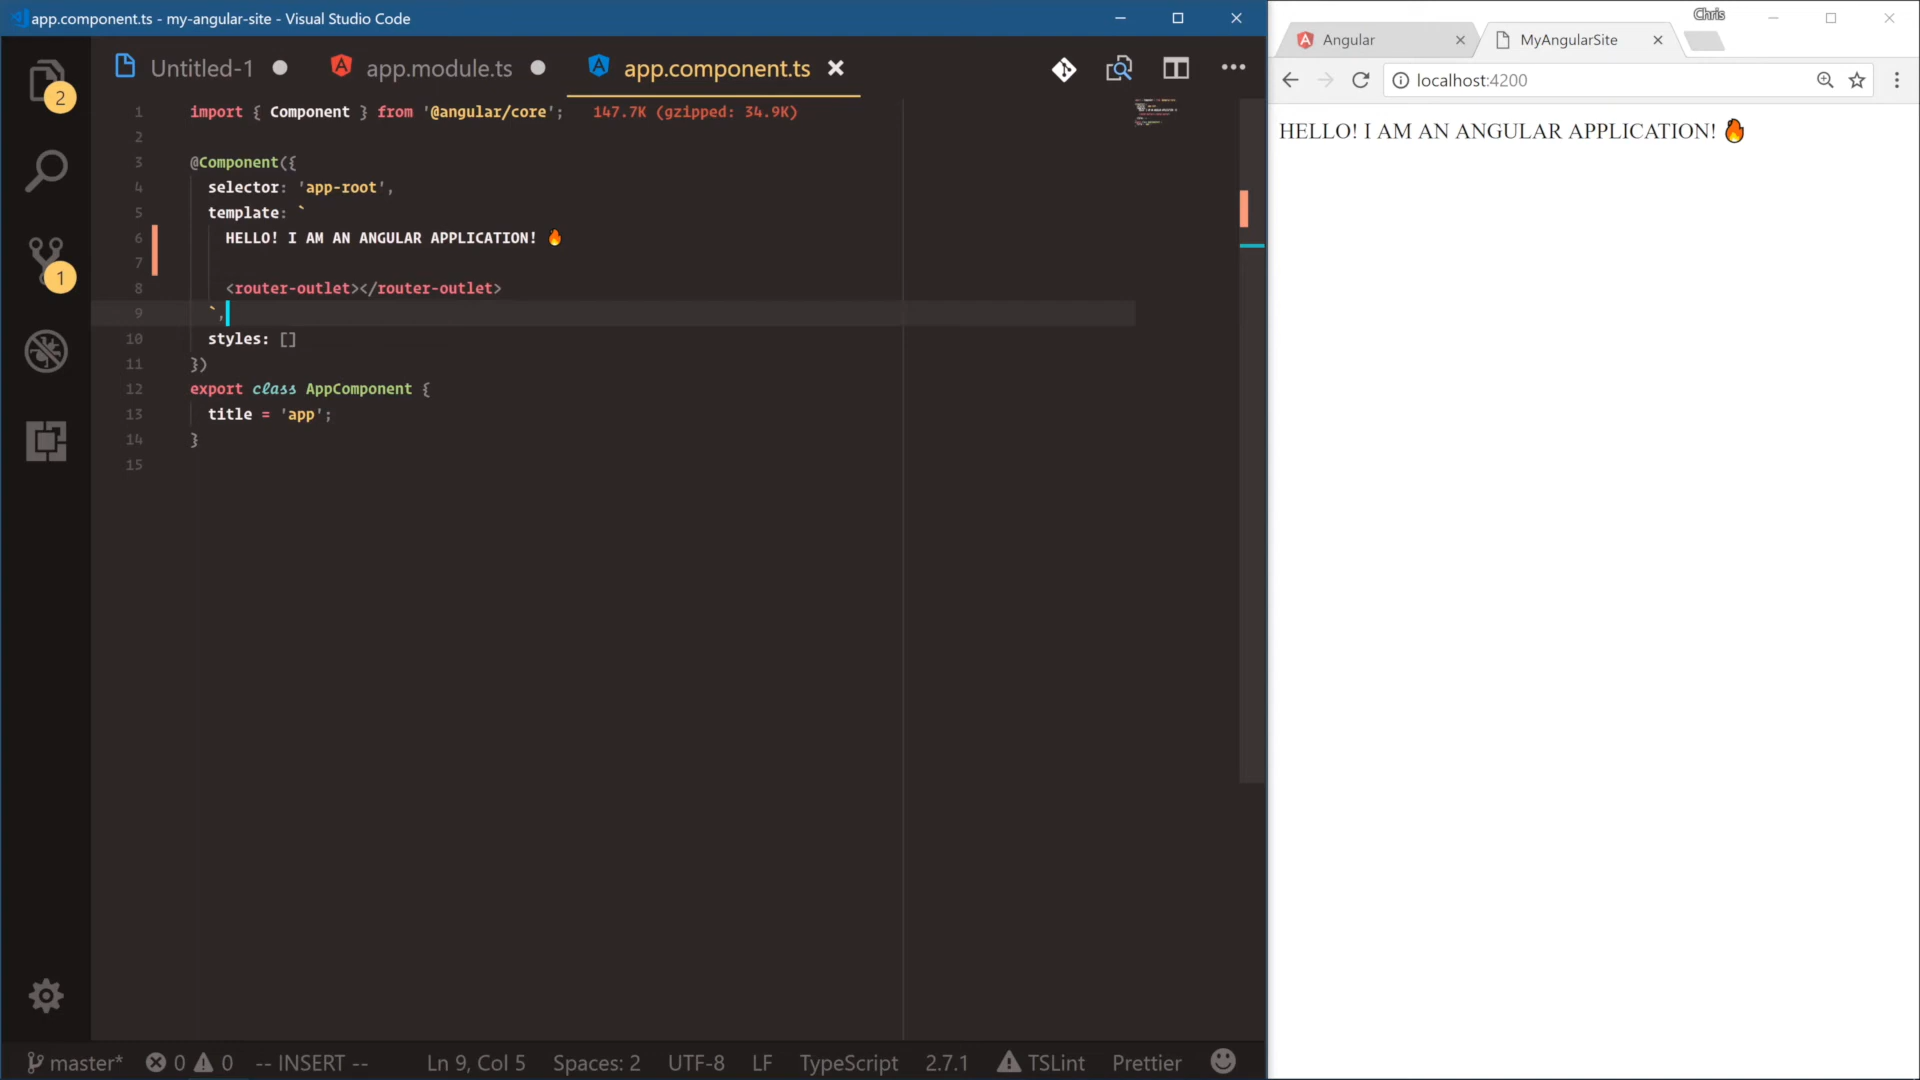 app.component.ts - my-angular-site - Visual Studio Code
Untitled-1
app.module.ts
app.component.ts
2
1
1 import { Component } from '@angular/core'; 147.7K (gzipped: 34.9K)
2
3 @Component({
4 selector: 'app-root',
5 template: `
6 HELLO! I AM AN ANGULAR APPLICATION! 🔥
7
8 <router-outlet></router-outlet>
9 `,
10 styles: []
11 })
12 export class AppComponent {
13 title = 'app';
14 }
15
master* 0 0 -- INSERT -- Ln 9, Col 5 Spaces: 2 UTF-8 LF TypeScript 2.7.1 TSLint Prettier
Chris
Angular
MyAngularSite
localhost:4200
HELLO! I AM AN ANGULAR APPLICATION! 🔥